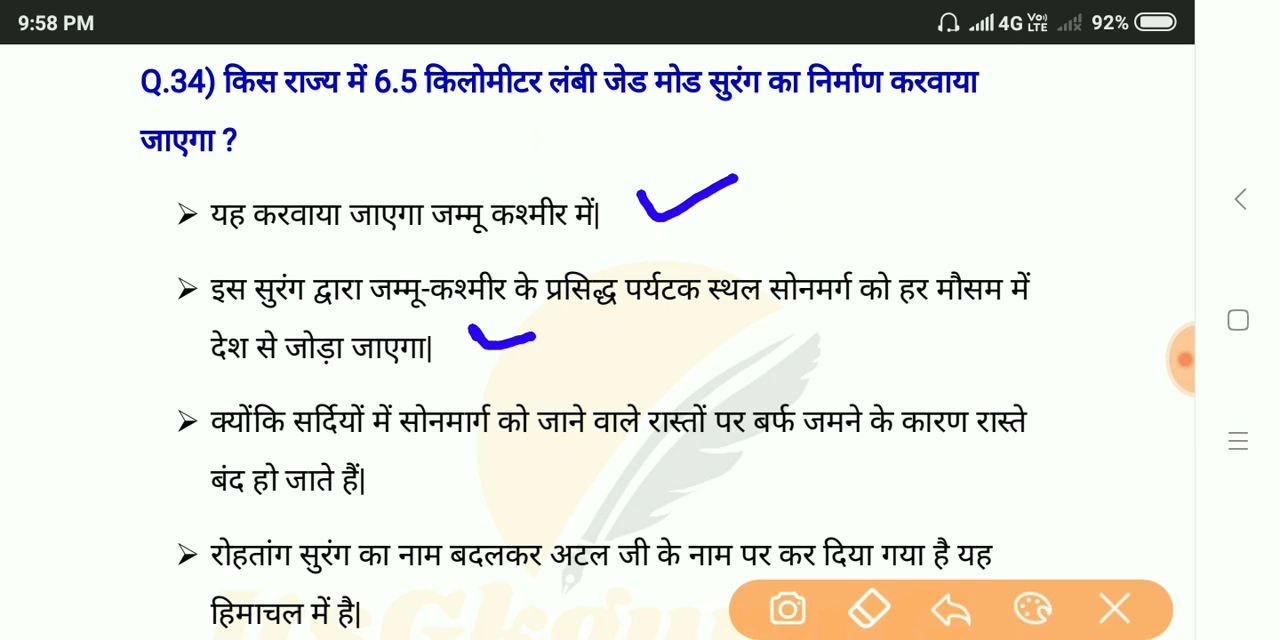 9:58 PM
4G Vo) LTE 92%
Q.34) किस राज्य में 6.5 किलोमीटर लंबी जेड मोड सुरंग का निर्माण करवाया
जाएगा ?
➢ यह करवाया जाएगा जम्मू कश्मीर में|
➢ इस सुरंग द्वारा जम्मू-कश्मीर के प्रसिद्ध पर्यटक स्थल सोनमर्ग को हर मौसम में
देश से जोड़ा जाएगा|
➢ क्योंकि सर्दियों में सोनमार्ग को जाने वाले रास्तों पर बर्फ जमने के कारण रास्ते
बंद हो जाते हैं|
➢ रोहतांग सुरंग का नाम बदलकर अटल जी के नाम पर कर दिया गया है यह
हिमाचल में है|